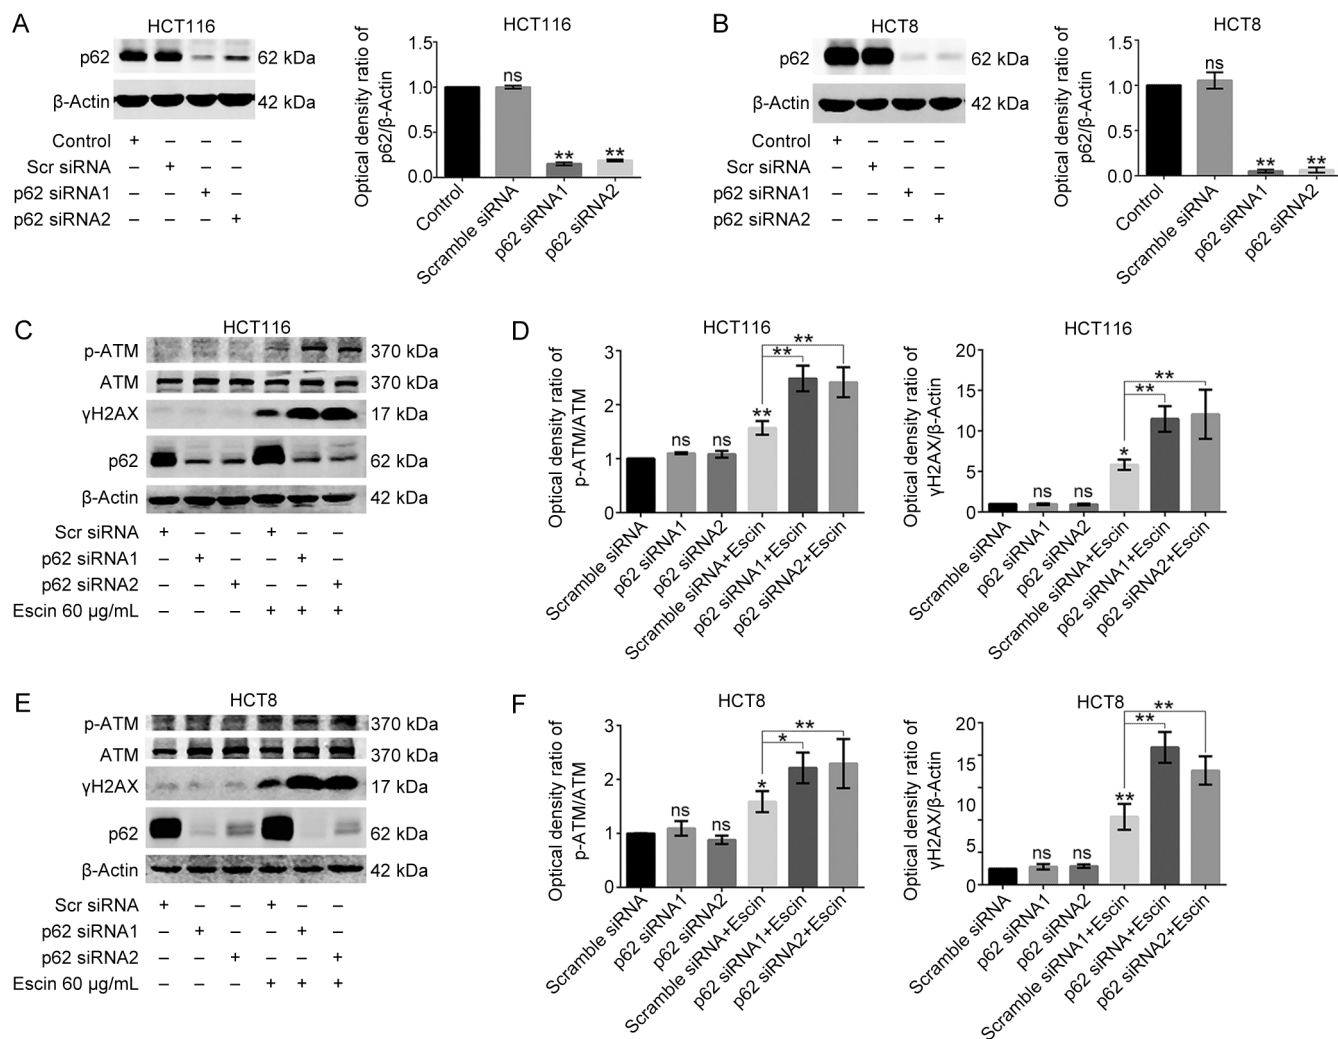 A
HCT116
p62
62 kDa
β-Actin
42 kDa
Control + – – –
Scr siRNA – + – –
p62 siRNA1 – – + –
p62 siRNA2 – – – +
HCT116
Optical density ratio of
p62/β-Actin
1.5
1.0
0.5
0.0
ns
**
**
Control
Scramble siRNA
p62 siRNA1
p62 siRNA2
B
HCT8
p62
62 kDa
β-Actin
42 kDa
Control + – – –
Scr siRNA – + – –
p62 siRNA1 – – + –
p62 siRNA2 – – – +
HCT8
Optical density ratio of
p62/β-Actin
1.5
1.0
0.5
0.0
ns
**
**
Control
Scramble siRNA
p62 siRNA1
p62 siRNA2
C
HCT116
p-ATM
370 kDa
ATM
370 kDa
γH2AX
17 kDa
p62
62 kDa
β-Actin
42 kDa
Scr siRNA + – – + – –
p62 siRNA1 – + – – + –
p62 siRNA2 – – + – – +
Escin 60 µg/mL – – – + + +
D
HCT116
Optical density ratio of
p-ATM/ATM
3
2
1
0
ns
ns
**
**
**
Scramble siRNA
p62 siRNA1
p62 siRNA2
Scramble siRNA+Escin
p62 siRNA1+Escin
p62 siRNA2+Escin
HCT116
Optical density ratio of
γH2AX/β-Actin
20
15
10
5
0
ns
ns
*
**
**
Scramble siRNA
p62 siRNA1
p62 siRNA2
Scramble siRNA+Escin
p62 siRNA1+Escin
p62 siRNA2+Escin
E
HCT8
p-ATM
370 kDa
ATM
370 kDa
γH2AX
17 kDa
p62
62 kDa
β-Actin
42 kDa
Scr siRNA + – – + – –
p62 siRNA1 – + – – + –
p62 siRNA2 – – + – – +
Escin 60 µg/mL – – – + + +
F
HCT8
Optical density ratio of
p-ATM/ATM
3
2
1
0
ns
ns
*
*
**
Scramble siRNA
p62 siRNA1
p62 siRNA2
Scramble siRNA+Escin
p62 siRNA1+Escin
p62 siRNA2+Escin
HCT8
Optical density ratio of
γH2AX/β-Actin
20
15
10
5
0
ns
ns
**
**
**
Scramble siRNA
p62 siRNA1
p62 siRNA2
Scramble siRNA1+Escin
p62 siRNA+Escin
p62 siRNA2+Escin